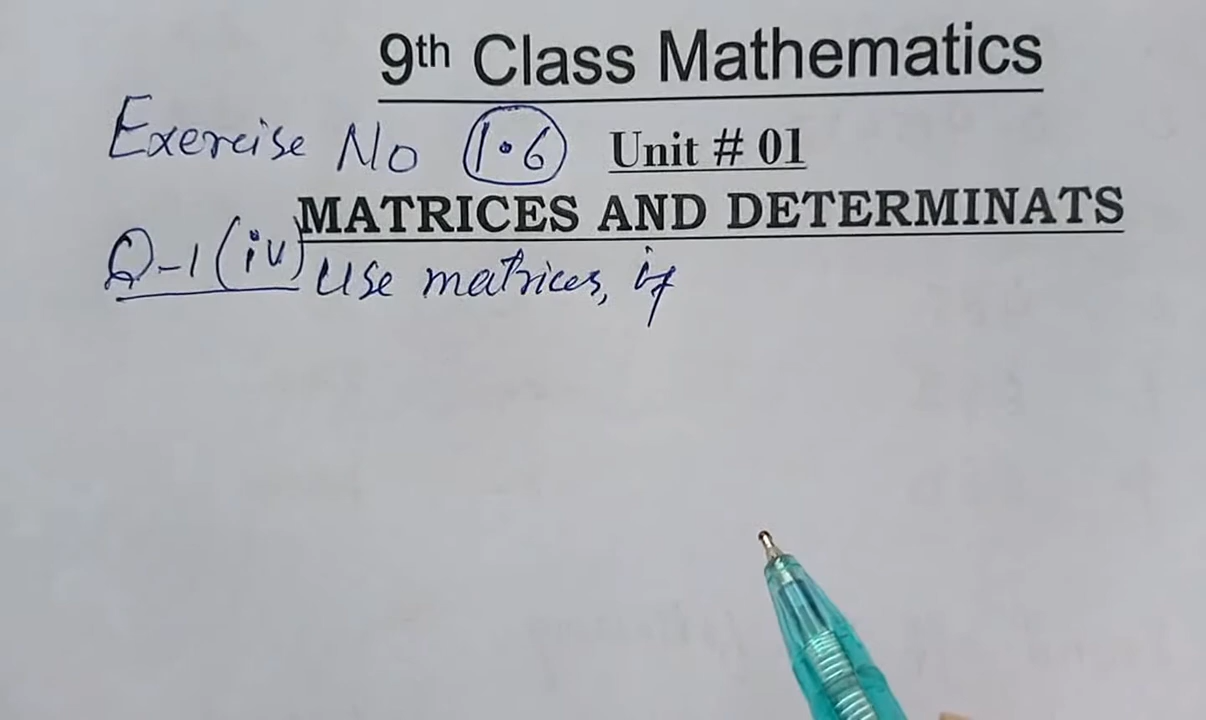 9th Class Mathematics
Exercise No 1.6 Unit # 01
MATRICES AND DETERMINATS
Q-1(iv) Use matrices, if